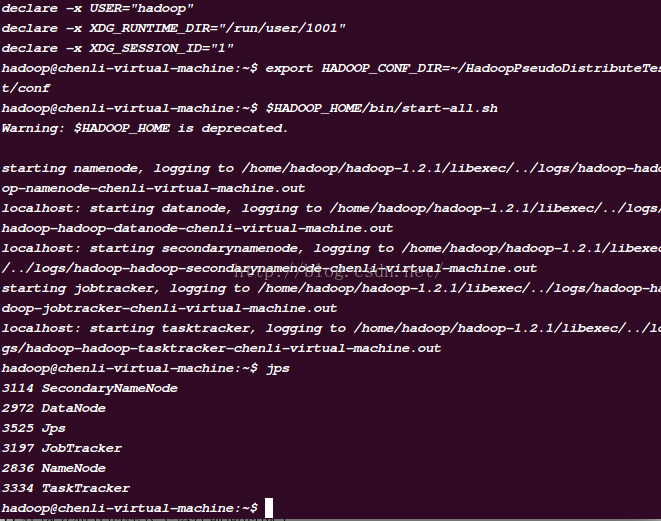 declare -x USER="hadoop"
declare -x XDG_RUNTIME_DIR="/run/user/1001"
declare -x XDG_SESSION_ID="1"
hadoop@chenli-virtual-machine:~$ export HADOOP_CONF_DIR=~/HadoopPseudoDistributeTes
t/conf
hadoop@chenli-virtual-machine:~$ $HADOOP_HOME/bin/start-all.sh
Warning: $HADOOP_HOME is deprecated.
starting namenode, logging to /home/hadoop/hadoop-1.2.1/libexec/../logs/hadoop-hado
op-namenode-chenli-virtual-machine.out
localhost: starting datanode, logging to /home/hadoop/hadoop-1.2.1/libexec/../logs/
hadoop-hadoop-datanode-chenli-virtual-machine.out
localhost: starting secondarynamenode, logging to /home/hadoop/hadoop-1.2.1/libexec
/../logs/hadoop-hadoop-secondarynamenode-chenli-virtual-machine.out
http://blog.csdn.net/
starting jobtracker, logging to /home/hadoop/hadoop-1.2.1/libexec/../logs/hadoop-ha
doop-jobtracker-chenli-virtual-machine.out
localhost: starting tasktracker, logging to /home/hadoop/hadoop-1.2.1/libexec/../lo
gs/hadoop-hadoop-tasktracker-chenli-virtual-machine.out
hadoop@chenli-virtual-machine:~$ jps
3114 SecondaryNameNode
2972 DataNode
3525 Jps
3197 JobTracker
2836 NameNode
3334 TaskTracker
hadoop@chenli-virtual-machine:~$